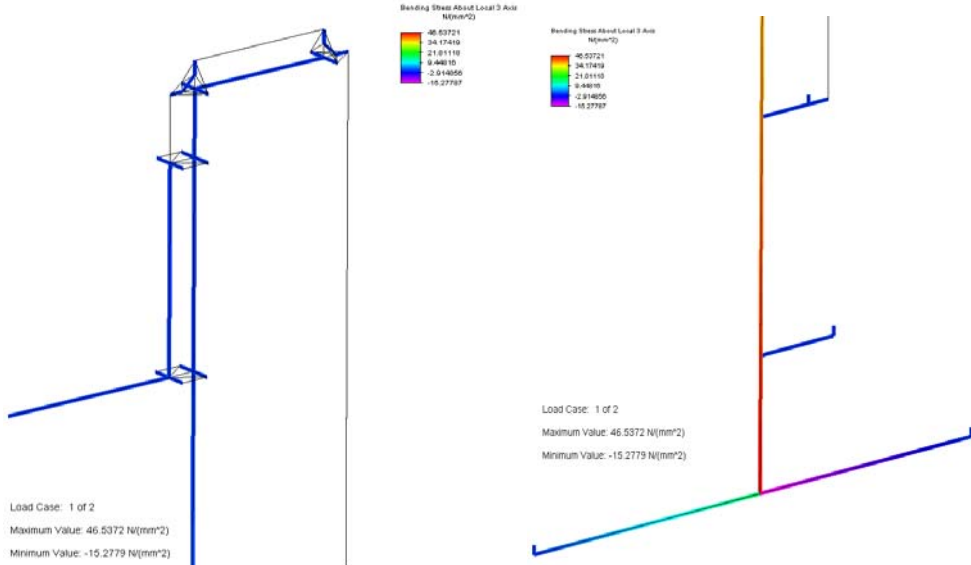 Bending Stress About Local 3 Axis
N/(mm^2)
46.53721
34.17419
21.81118
9.44816
-2.914856
-15.27787
Load Case: 1 of 2
Maximum Value: 46.5372 N/(mm^2)
Minimum Value: -15.2779 N/(mm^2)
Bending Stress About Local 3 Axis
N/(mm^2)
46.53721
34.17419
21.81118
9.44816
-2.914856
-15.27787
Load Case: 1 of 2
Maximum Value: 46.5372 N/(mm^2)
Minimum Value: -15.2779 N/(mm^2)